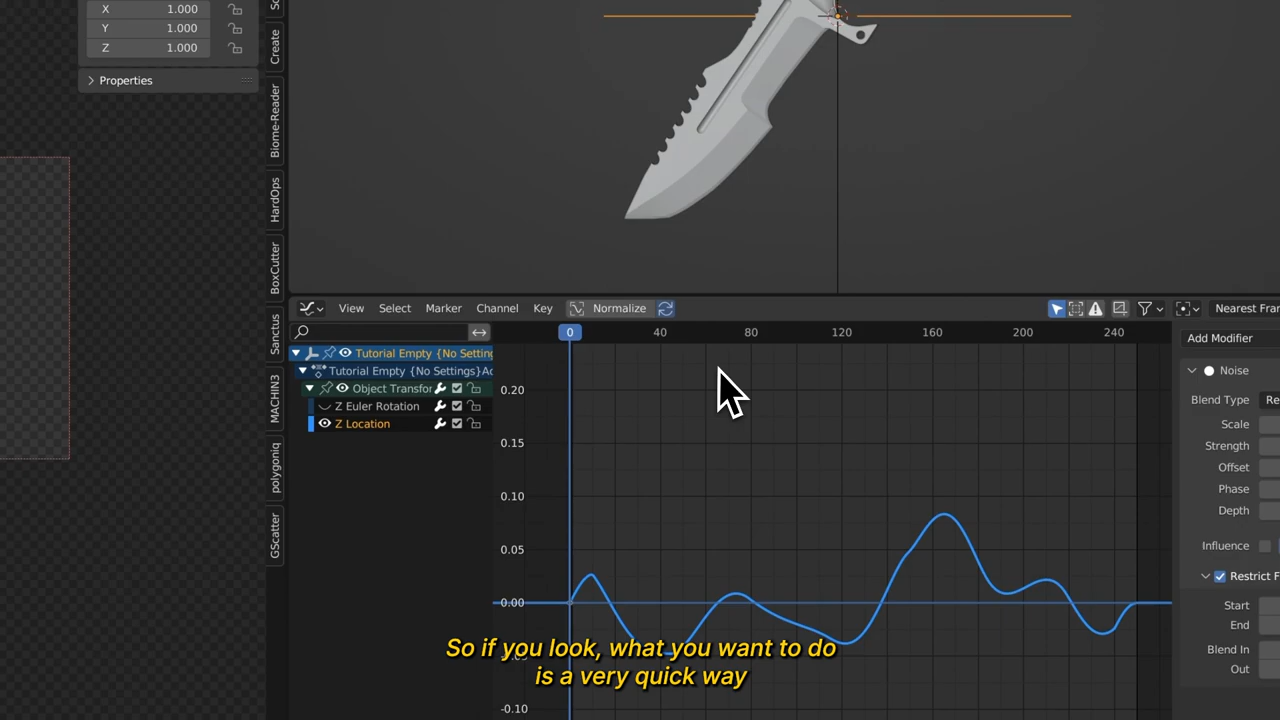 X 1.000
Y 1.000
Z 1.000
Properties
Create
Biome-Reader
HardOps
BoxCutter
Sanctus
MACHIN3
polygoniq
GScatter
View Select Marker Channel Key Normalize Nearest Frar
0 40 80 120 160 200 240
Tutorial Empty {No Setting
Tutorial Empty {No Settings}Ac
Object Transfor
Z Euler Rotation
Z Location
0.20
0.15
0.10
0.05
0.00
-0.10
Add Modifier
Noise
Blend Type Re
Scale
Strength
Offset
Phase
Depth
Influence
Restrict F
Start
End
Blend In
Out
So if you look, what you want to do
is a very quick way